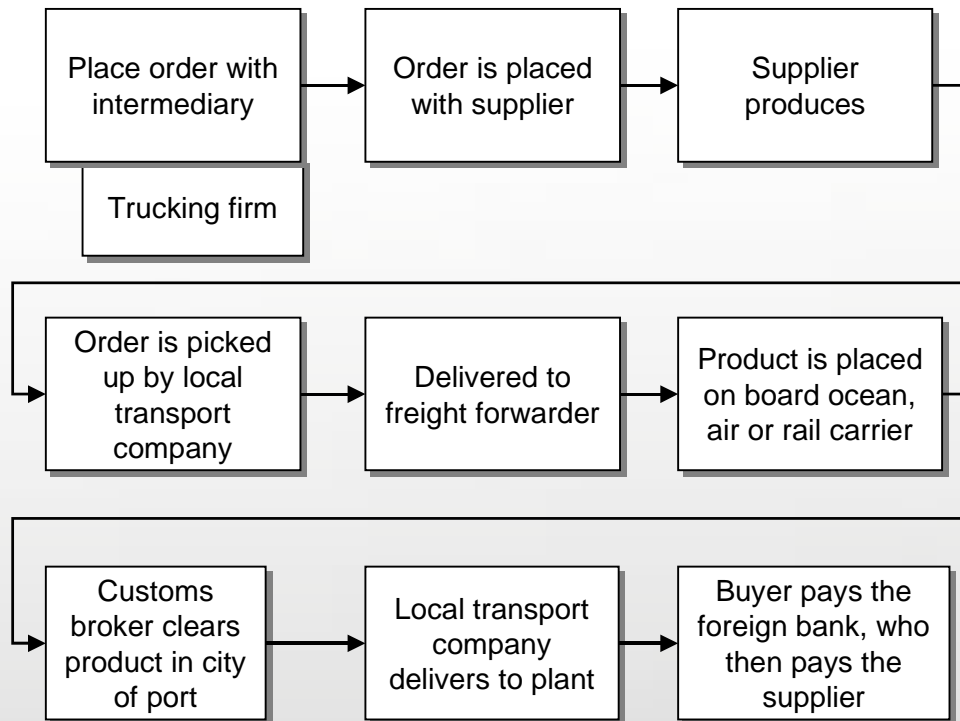 Place order with
intermediary
Order is placed
with supplier
Supplier
produces
Trucking firm
Order is picked
up by local
transport
company
Delivered to
freight forwarder
Product is placed
on board ocean,
air or rail carrier
Customs
broker clears
product in city
of port
Local transport
company
delivers to plant
Buyer pays the
foreign bank, who
then pays the
supplier